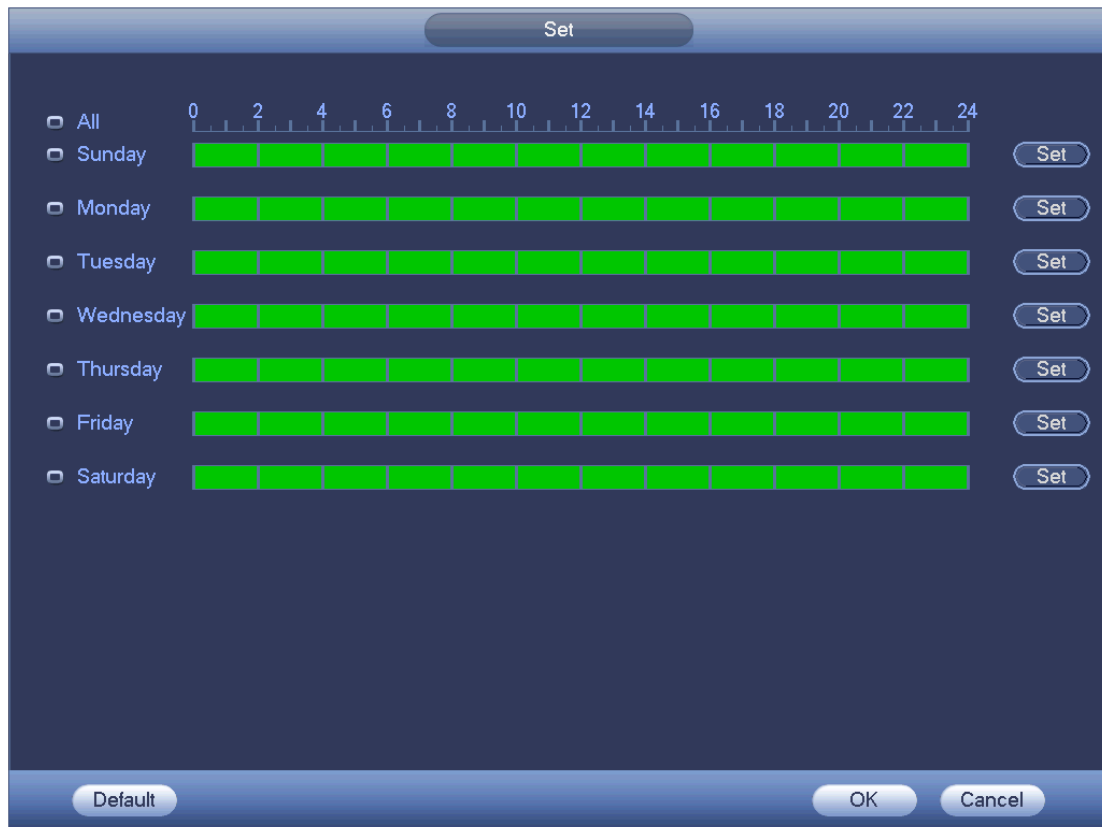 Set
0 2 4 6 8 10 12 14 16 18 20 22 24
All
Sunday Set
Monday Set
Tuesday Set
Wednesday Set
Thursday Set
Friday Set
Saturday Set
Default OK Cancel